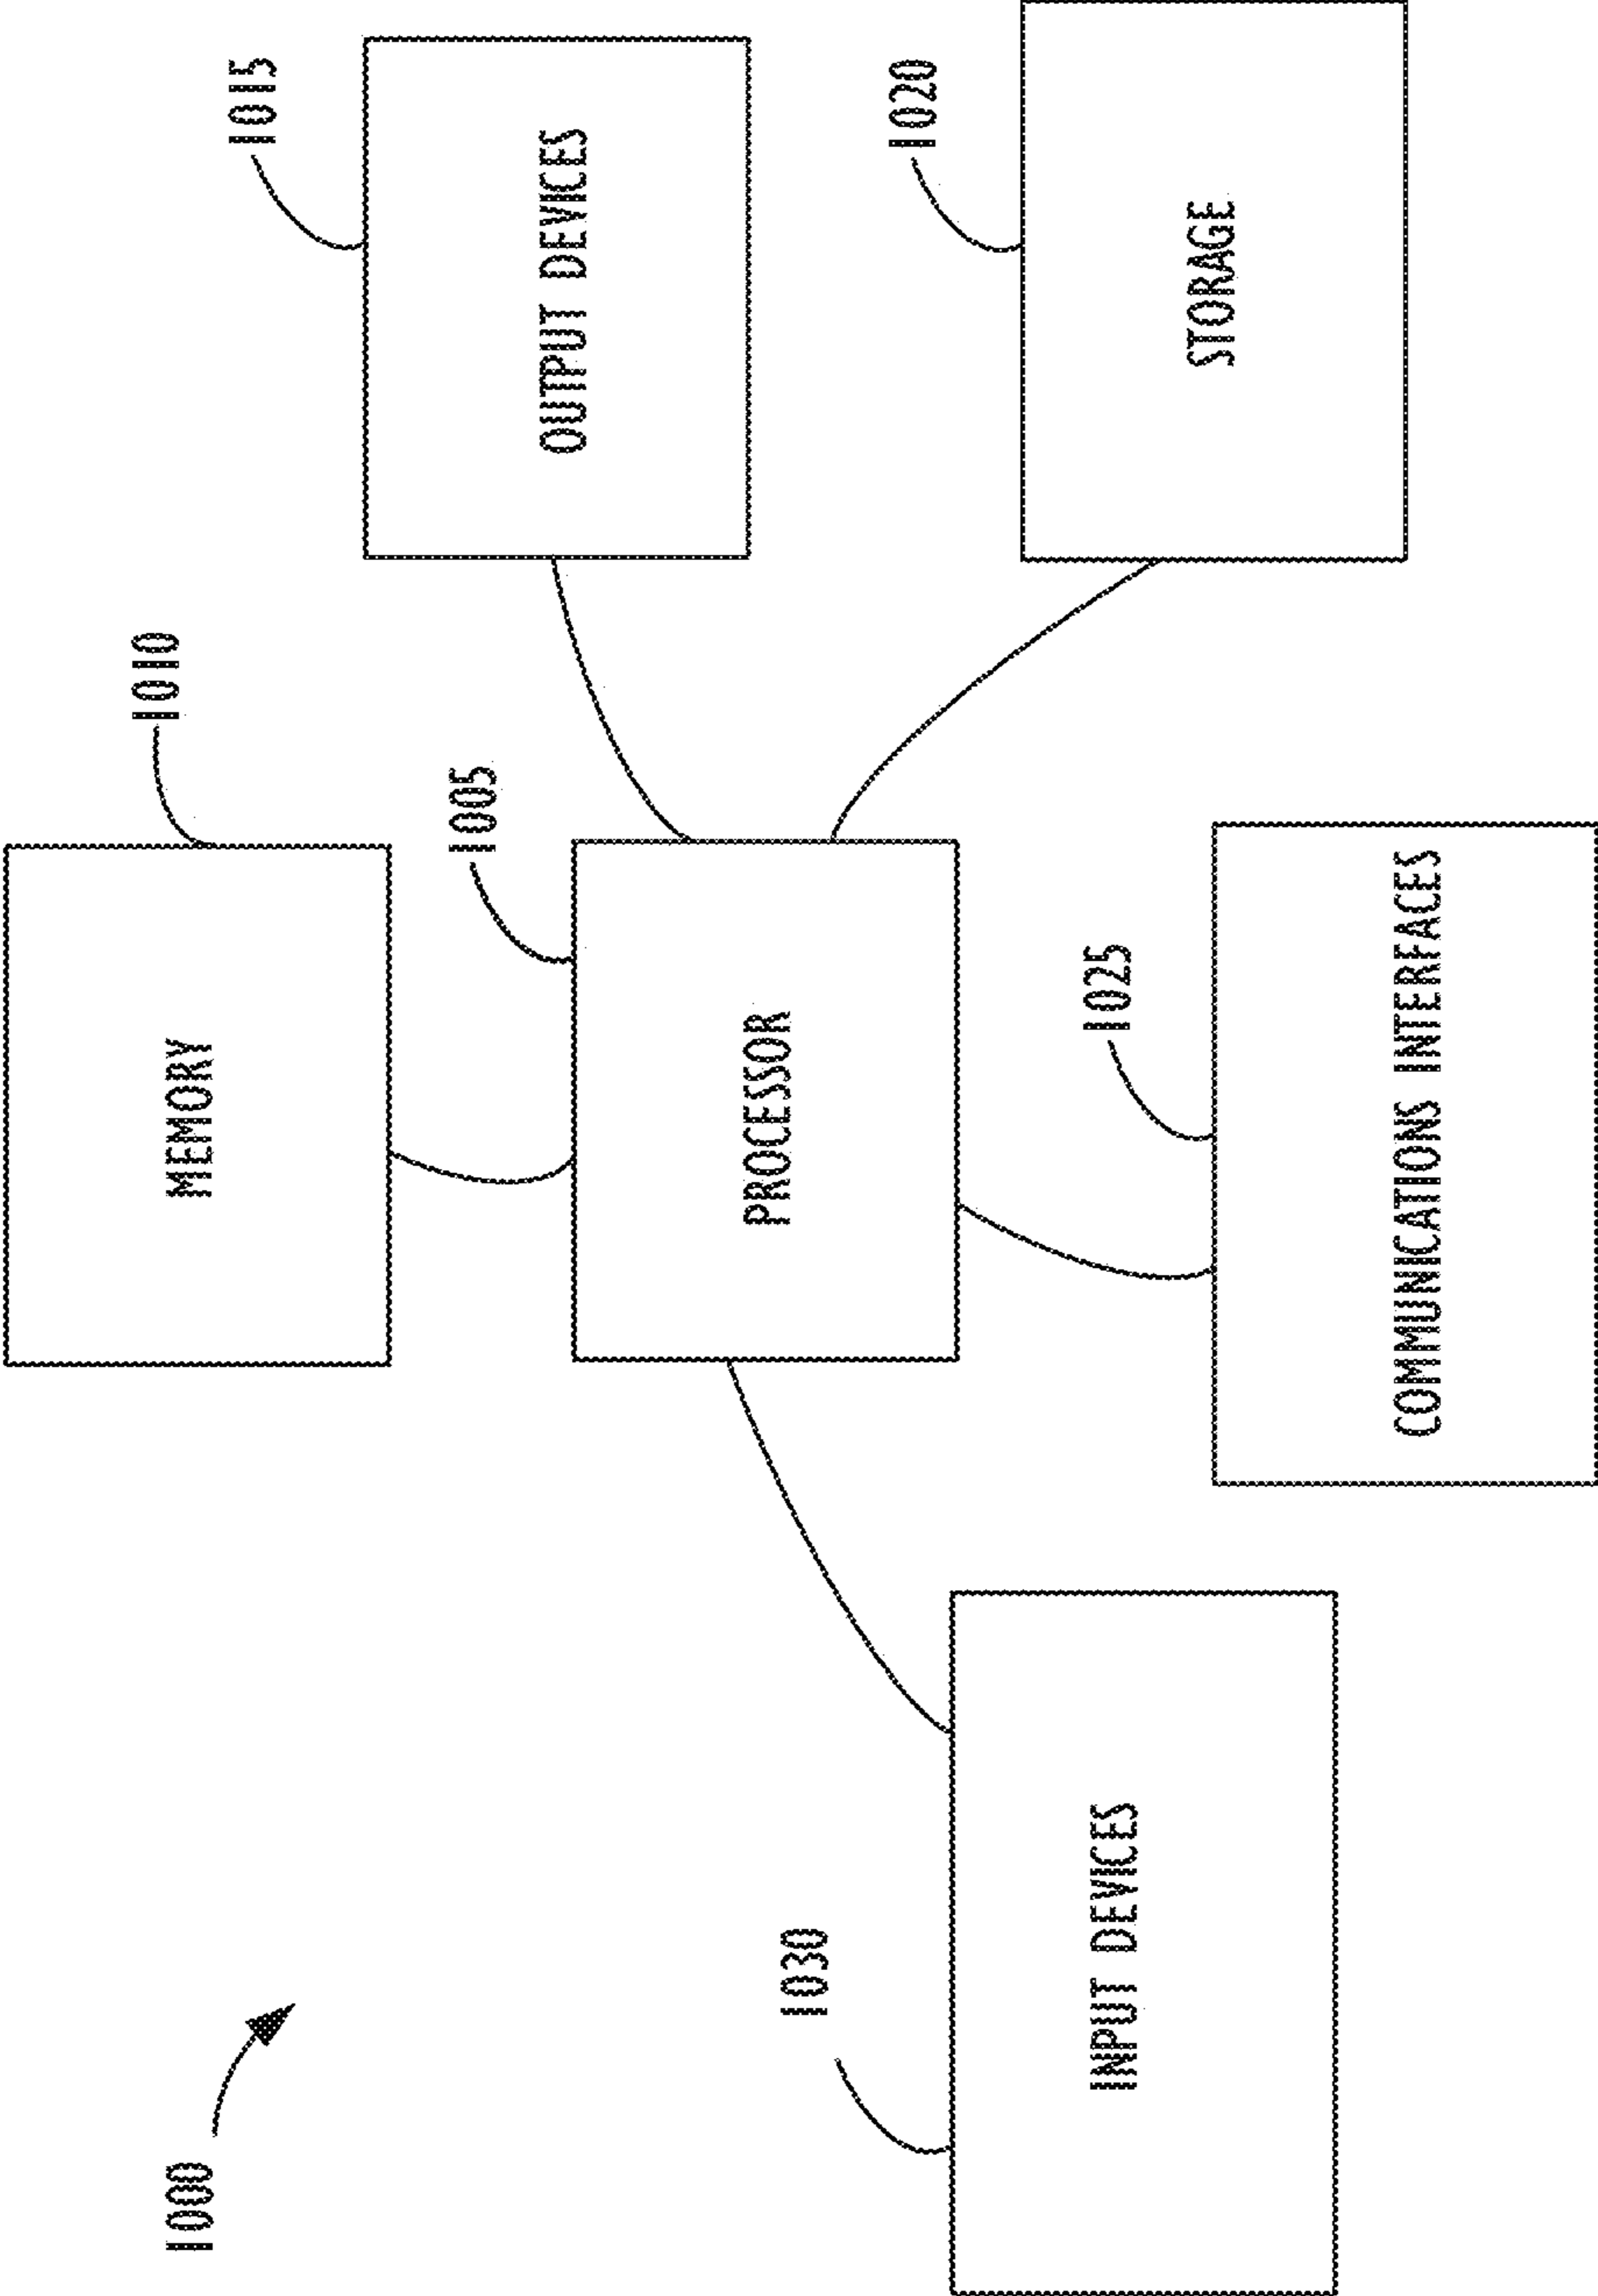 1000
1010
MEMORY
1015
OUTPUT DEVICES
1005
PROCESSOR
1030
INPUT DEVICES
1020
STORAGE
1025
COMMUNICATIONS INTERFACES